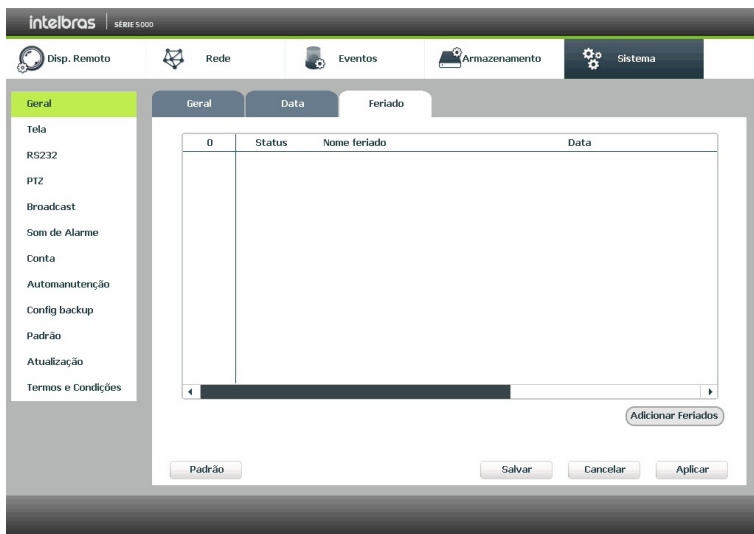 intelbras | SÉRIE 5000
Disp. Remoto Rede Eventos Armazenamento Sistema
Geral
Tela
RS232
PTZ
Broadcast
Som de Alarme
Conta
Automanutenção
Config backup
Padrão
Atualização
Termos e Condições
Geral Data Feriado
0 Status Nome feriado Data
Adicionar Feriados
Padrão Salvar Cancelar Aplicar